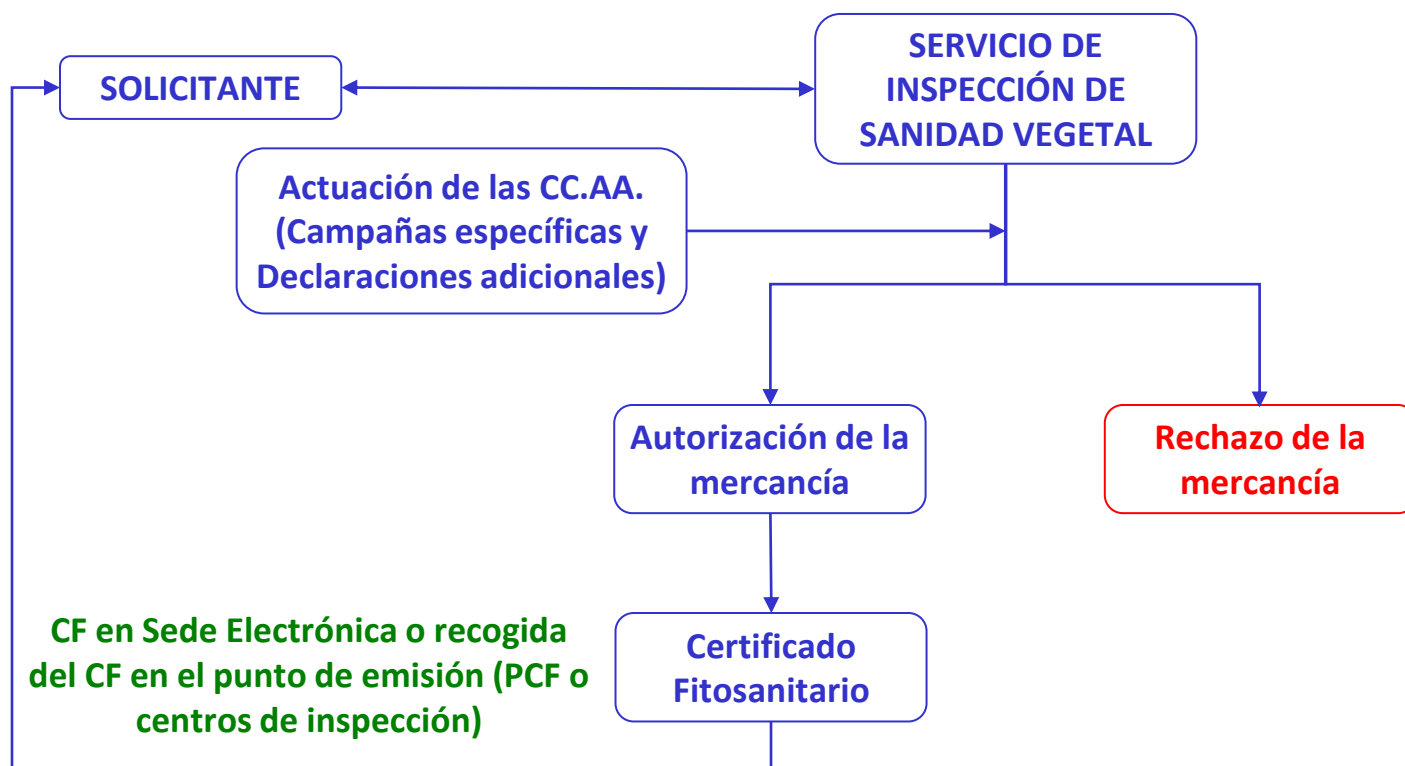 SOLICITANTE
SERVICIO DE
INSPECCIÓN DE
SANIDAD VEGETAL
Actuación de las CC.AA.
(Campañas específicas y
Declaraciones adicionales)
Autorización de la
mercancía
Rechazo de la
mercancía
CF en Sede Electrónica o recogida
del CF en el punto de emisión (PCF o
centros de inspección)
Certificado
Fitosanitario